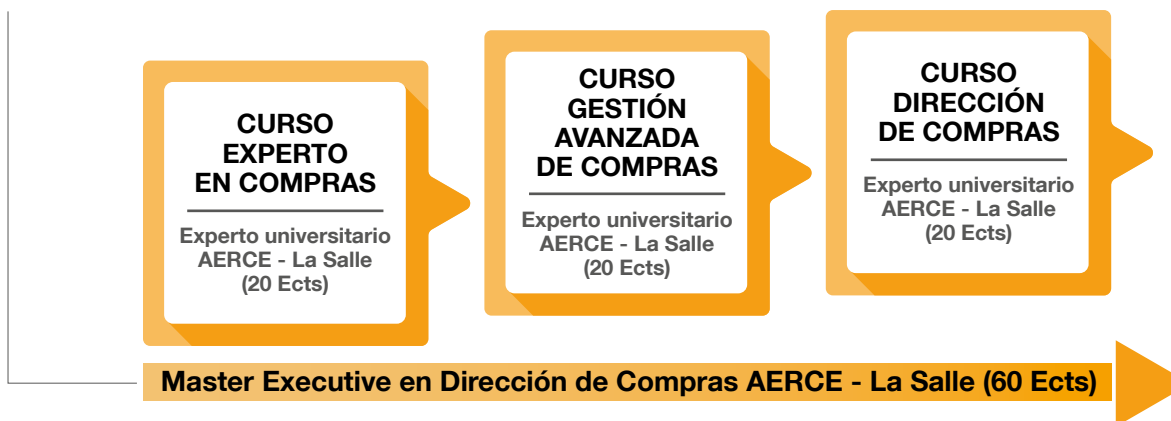 CURSO
EXPERTO
EN COMPRAS
Experto universitario
AERCE - La Salle
(20 Ects)
CURSO
GESTIÓN
AVANZADA
DE COMPRAS
Experto universitario
AERCE - La Salle
(20 Ects)
CURSO
DIRECCIÓN
DE COMPRAS
Experto universitario
AERCE - La Salle
(20 Ects)
Master Executive en Dirección de Compras AERCE - La Salle (60 Ects)